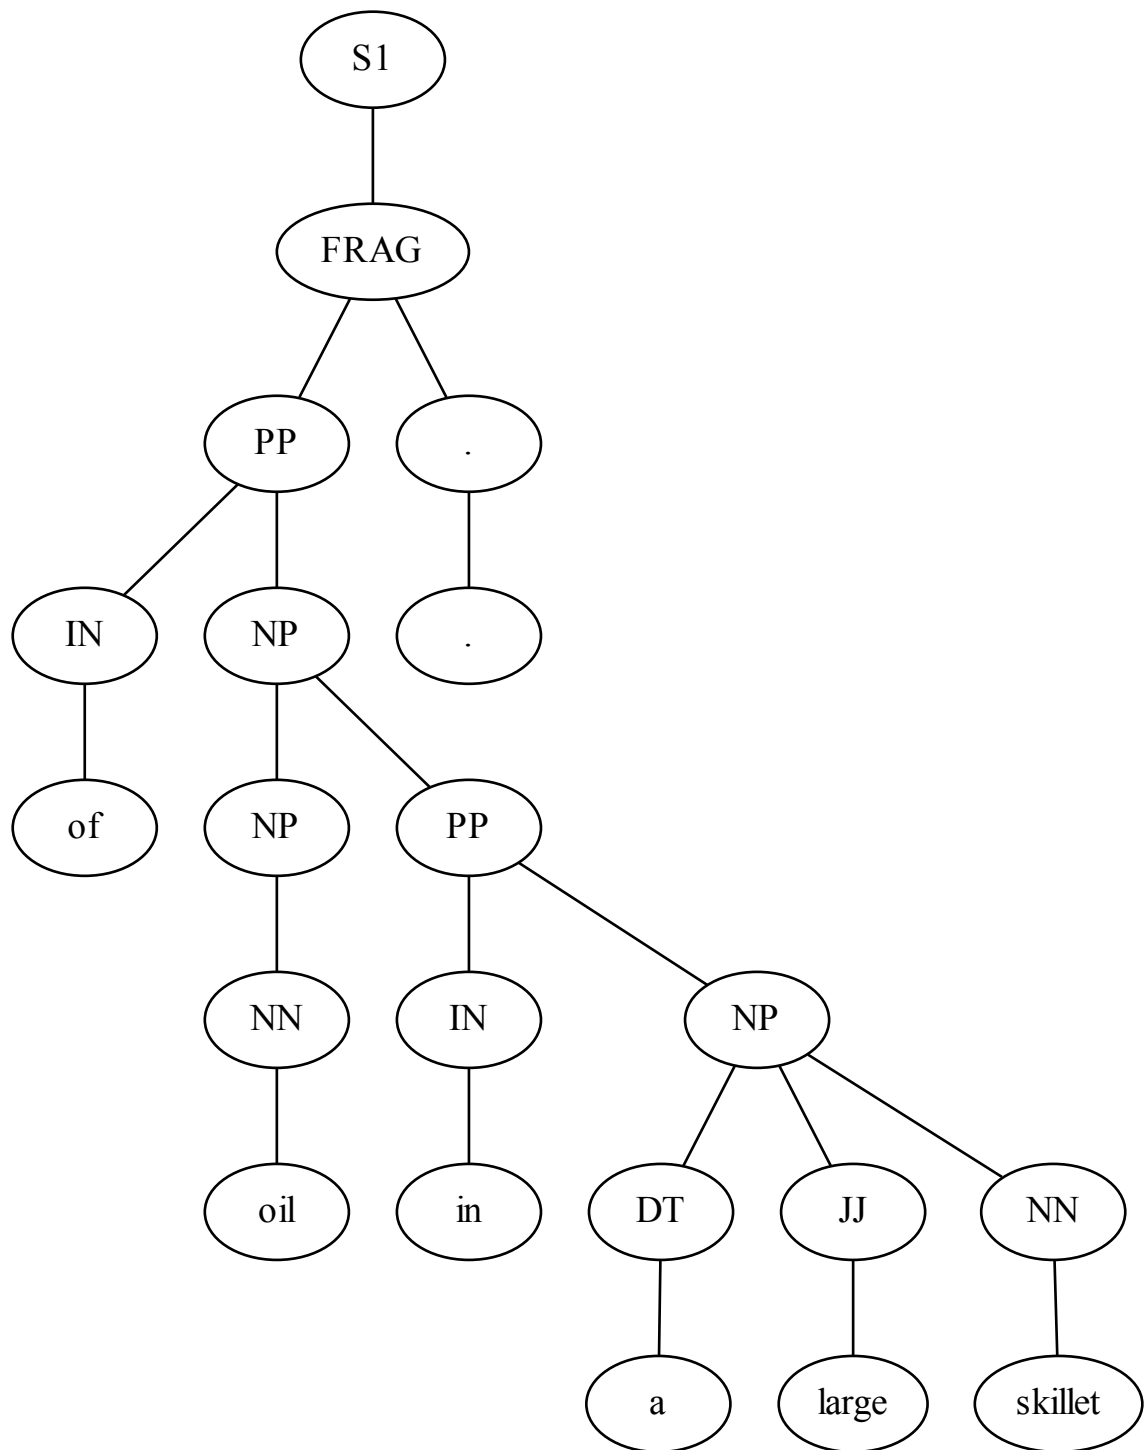 S1
FRAG
PP .
IN NP .
of NP PP
NN IN NP
oil in DT JJ NN
a large skillet